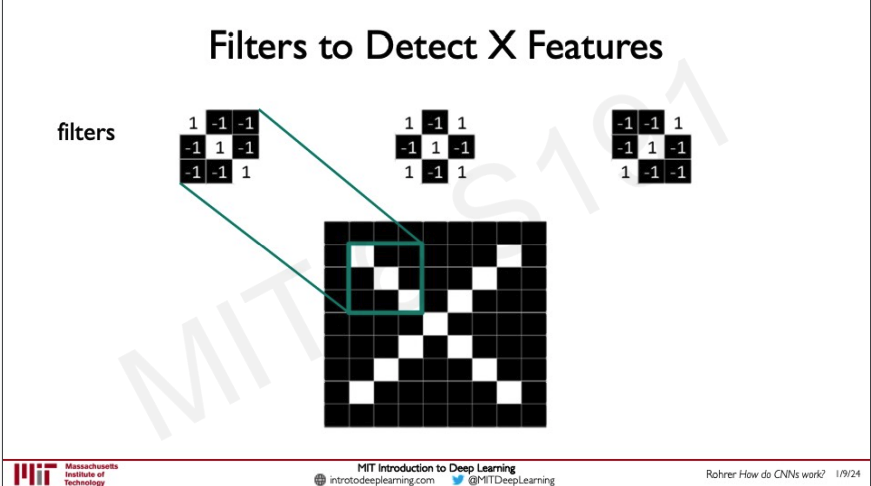 Filters to Detect X Features
filters
1 -1 -1
-1 1 -1
-1 -1 1
1 -1 1
-1 1 -1
1 -1 1
-1 -1 1
-1 1 -1
1 -1 -1
MIT 6.S191
Massachusetts
Institute of
Technology
MIT Introduction to Deep Learning
introtodeeplearning.com @MITDeepLearning
Rohrer How do CNNs work? 1/9/24